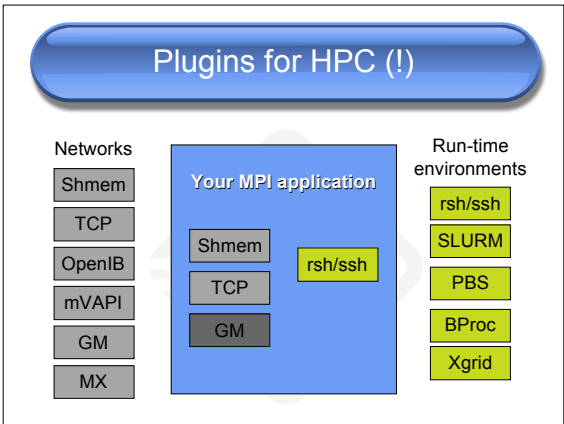 Plugins for HPC (!)
Networks
Shmem
TCP
OpenIB
mVAPI
GM
MX
Your MPI application
Shmem
TCP
GM
rsh/ssh
Run-time
environments
rsh/ssh
SLURM
PBS
BProc
Xgrid